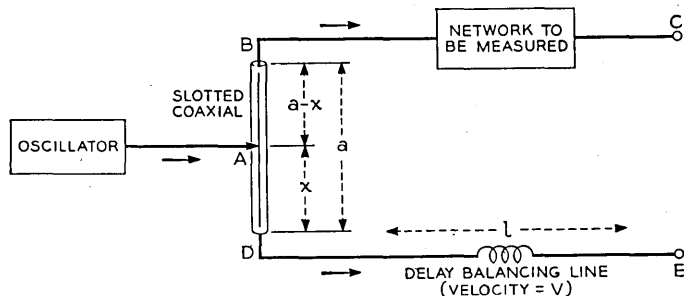 C
B
NETWORK TO
BE MEASURED
SLOTTED
COAXIAL
a-x
a
OSCILLATOR
A
x
l
D
E
DELAY BALANCING LINE
(VELOCITY = V)